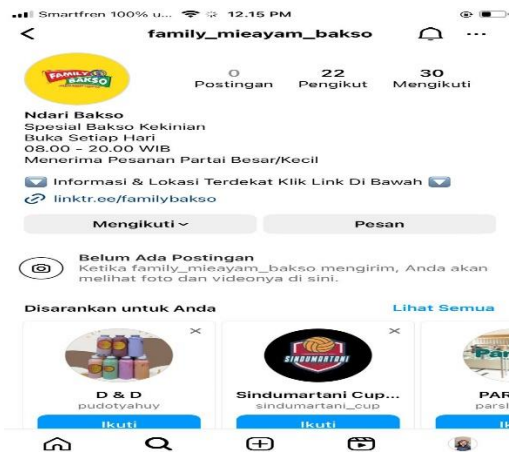 Smartfren 100% u... 12.15 PM
family_mieayam_bakso
FAMILY
BAKSO
0 22 30
Postingan Pengikut Mengikuti
Ndari Bakso
Spesial Bakso Kekinian
Buka Setiap Hari
08.00 - 20.00 WIB
Menerima Pesanan Partai Besar/Kecil
Informasi & Lokasi Terdekat Klik Link Di Bawah
linktr.ee/familybakso
Mengikuti Pesan
Belum Ada Postingan
Ketika family_mieayam_bakso mengirim, Anda akan
melihat foto dan videonya di sini.
Disarankan untuk Anda Lihat Semua
SINDUMARTANI
Par
D & D Sindumartani Cup... PAR
pudotyahuy sindumartani_cup parsl
Ikuti Ikuti Ik